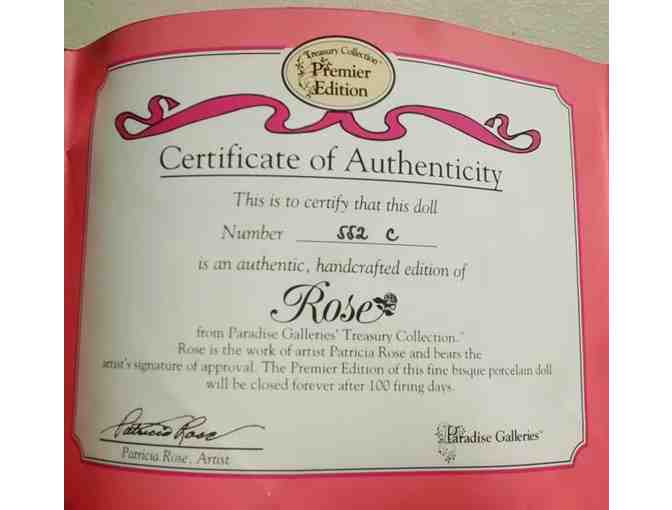 Treasury Collection™
Premier
Edition
Certificate of Authenticity
This is to certify that this doll
Number 552 C
is an authentic, handcrafted edition of
Rose
from Paradise Galleries' Treasury Collection.™
Rose is the work of artist Patricia Rose and bears the
artist's signature of approval. The Premier Edition of this fine bisque porcelain doll
will be closed forever after 100 firing days.
Patricia Rose
Patricia Rose, Artist
Paradise Galleries™